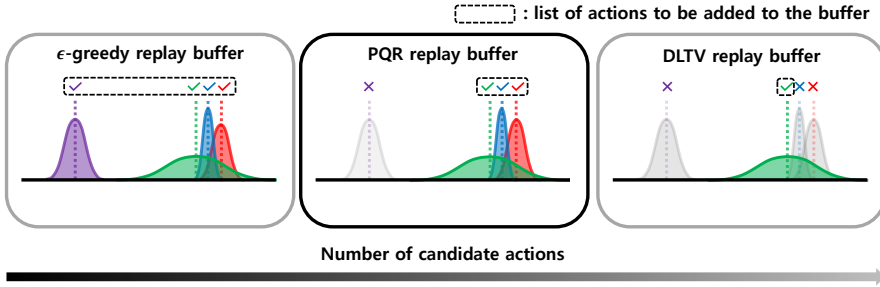 : list of actions to be added to the buffer
ϵ-greedy replay buffer
PQR replay buffer
DLTV replay buffer
Number of candidate actions